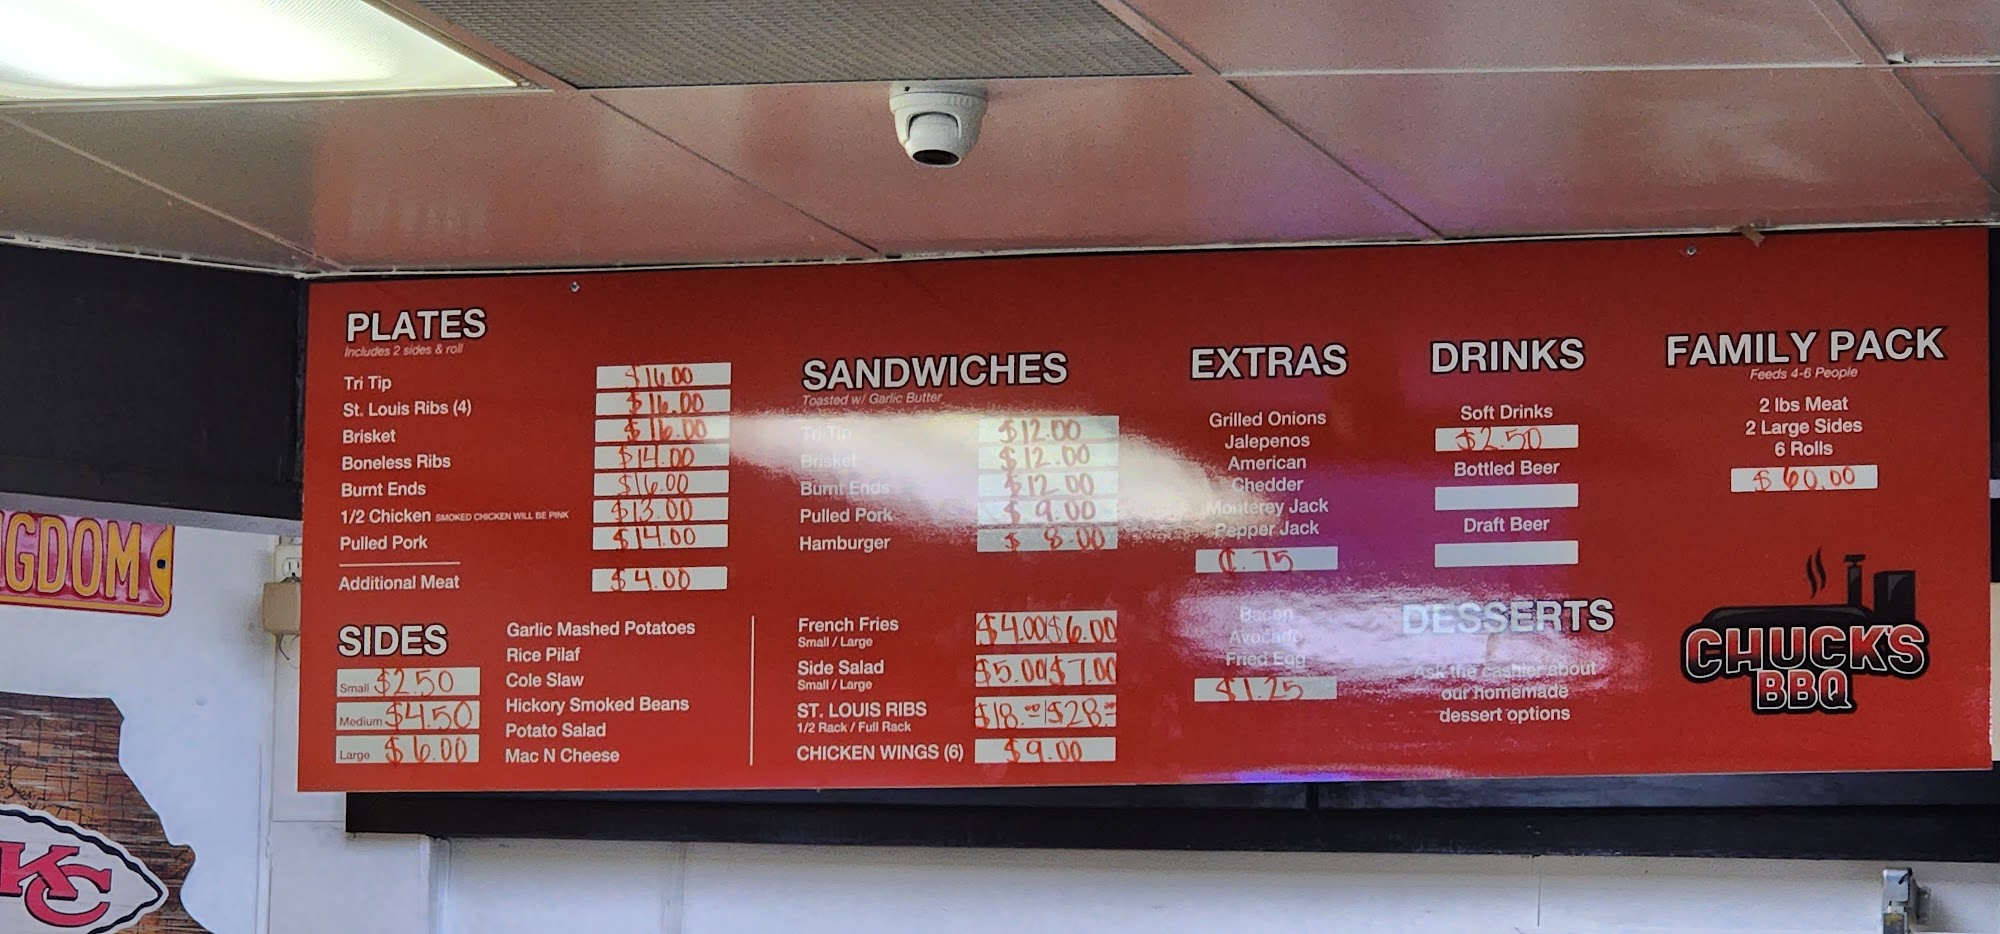 PLATES
Includes 2 sides & roll
Tri Tip $16.00
St. Louis Ribs (4) $16.00
Brisket $16.00
Boneless Ribs $14.00
Burnt Ends $16.00
1/2 Chicken SMOKED CHICKEN WILL BE PINK $13.00
Pulled Pork $14.00
Additional Meat $4.00
SIDES
Small $2.50
Medium $4.50
Large $6.00
Garlic Mashed Potatoes
Rice Pilaf
Cole Slaw
Hickory Smoked Beans
Potato Salad
Mac N Cheese
SANDWICHES
Toasted w/ Garlic Butter
Tri Tip $12.00
Brisket $12.00
Burnt Ends $12.00
Pulled Pork $9.00
Hamburger $8.00
French Fries $4.00/$6.00
Small / Large
Side Salad $5.00/$7.00
Small / Large
ST. LOUIS RIBS $18.00/$28.00
1/2 Rack / Full Rack
CHICKEN WINGS (6) $9.00
EXTRAS
Grilled Onions
Jalepenos
American
Chedder
Monterey Jack
Pepper Jack
¢.75
Bacon
Avocado
Fried Egg
$1.25
DRINKS
Soft Drinks
$2.50
Bottled Beer
Draft Beer
DESSERTS
Ask the cashier about
our homemade
dessert options
FAMILY PACK
Feeds 4-6 People
2 lbs Meat
2 Large Sides
6 Rolls
$60.00
CHUCK'S
BBQ
GDOM
KC